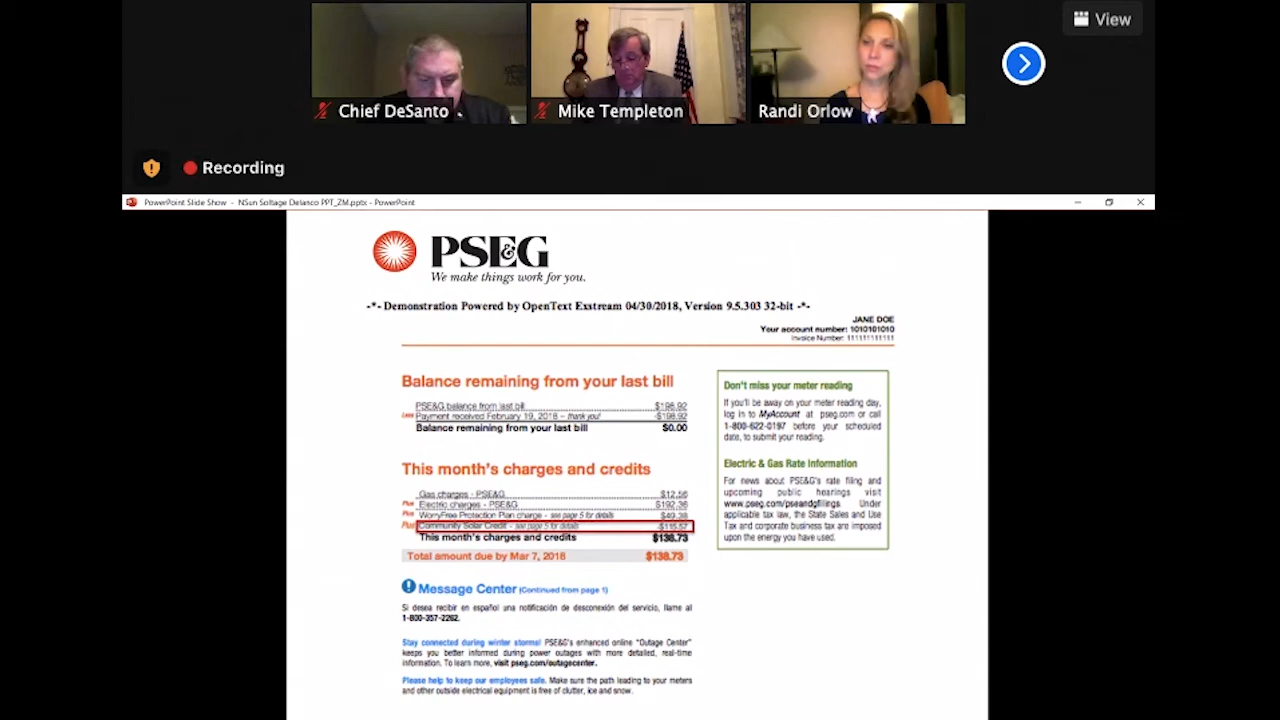 View
Chief DeSanto
Mike Templeton
Randi Orlow
Recording
PowerPoint Slide Show - NSun Soltage Delanco PPT_ZM.pptx - PowerPoint
PSE&G
We make things work for you.
-*- Demonstration Powered by OpenText Exstream 04/30/2018, Version 9.5.303 32-bit -*-
JANE DOE
Your account number: 1010101010
Invoice Number: 111111111111
Balance remaining from your last bill
PSE&G balance from last bill $198.92
Less Payment received February 19, 2018 – thank you! -$198.92
Balance remaining from your last bill $0.00
This month's charges and credits
Gas charges - PSE&G $12.56
Plus Electric charges - PSE&G $192.36
Plus WorryFree Protection Plan charge - see page 5 for details $49.38
Plus Community Solar Credit - see page 5 for details -$115.57
This month's charges and credits $138.73
Total amount due by Mar 7, 2018 $138.73
Message Center (Continued from page 1)
Si desea recibir en español una notificación de desconexión del servicio, llame al
1-800-357-2262.
Stay connected during winter storms! PSE&G's enhanced online "Outage Center"
keeps you better informed during power outages with more detailed, real-time
information. To learn more, visit pseg.com/outagecenter.
Please help to keep our employees safe. Make sure the path leading to your meters
and other outside electrical equipment is free of clutter, ice and snow.
Don't miss your meter reading
If you'll be away on your meter reading day,
log in to MyAccount at pseg.com or call
1-800-622-0197 before your scheduled
date, to submit your reading.
Electric & Gas Rate Information
For news about PSE&G's rate filing and
upcoming public hearings visit
www.pseg.com/pseandgfilings. Under
applicable tax law, the State Sales and Use
Tax and corporate business tax are imposed
upon the energy you have used.